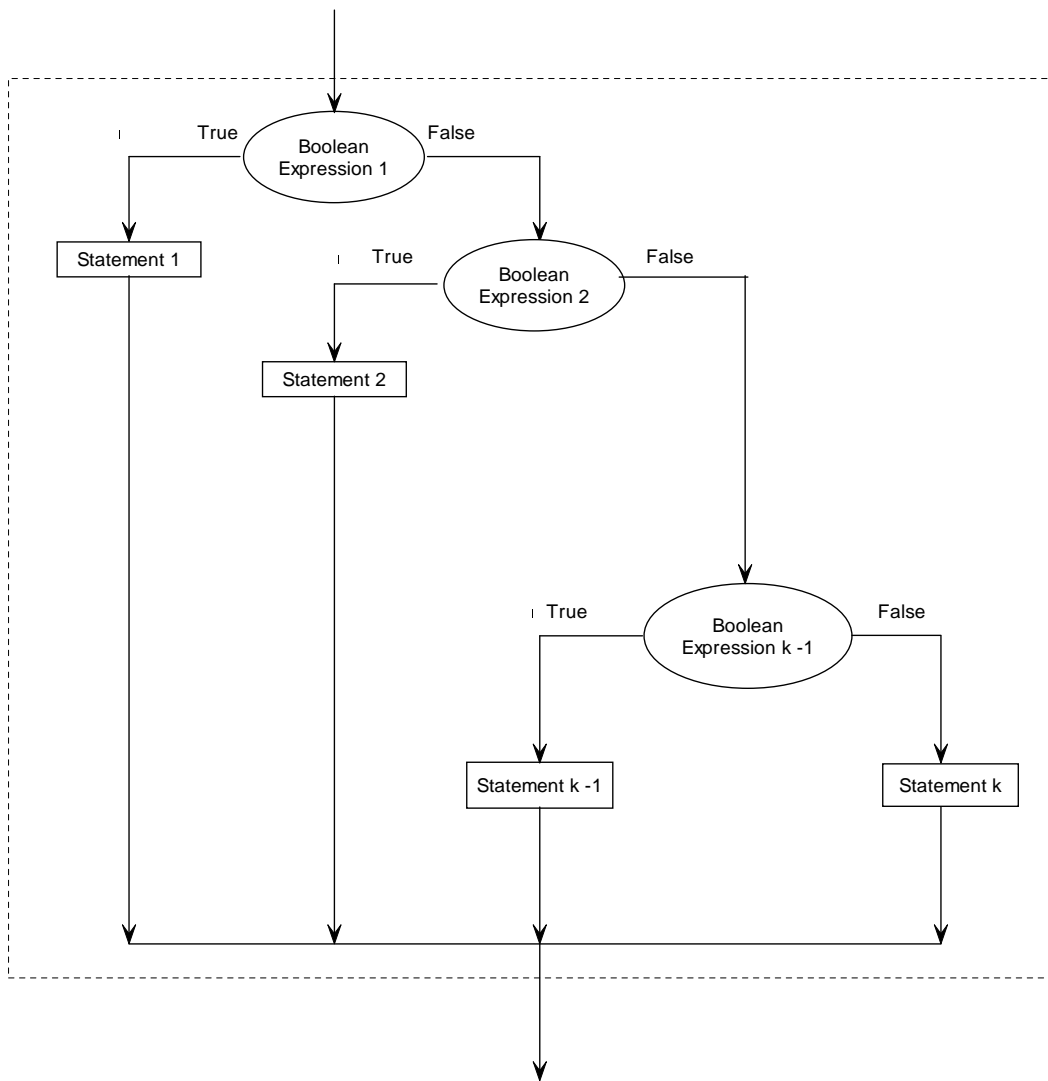 True
False
Boolean
Expression 1
Statement 1
True
False
Boolean
Expression 2
Statement 2
True
False
Boolean
Expression k -1
Statement k -1
Statement k